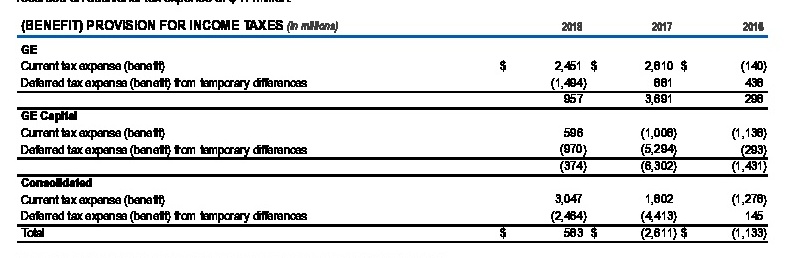 (BENEFIT) PROVISION FOR INCOME TAXES (In millions) 2018 2017 2016
GE
Current tax expense (benefit) $ 2,451 $ 2,810 $ (140)
Deferred tax expense (benefit) from temporary differences (1,494) 881 438
957 3,691 298
GE Capital
Current tax expense (benefit) 596 (1,008) (1,138)
Deferred tax expense (benefit) from temporary differences (970) (5,294) (293)
(374) (6,302) (1,431)
Consolidated
Current tax expense (benefit) 3,047 1,802 (1,278)
Deferred tax expense (benefit) from temporary differences (2,464) (4,413) 145
Total $ 583 $ (2,611) $ (1,133)